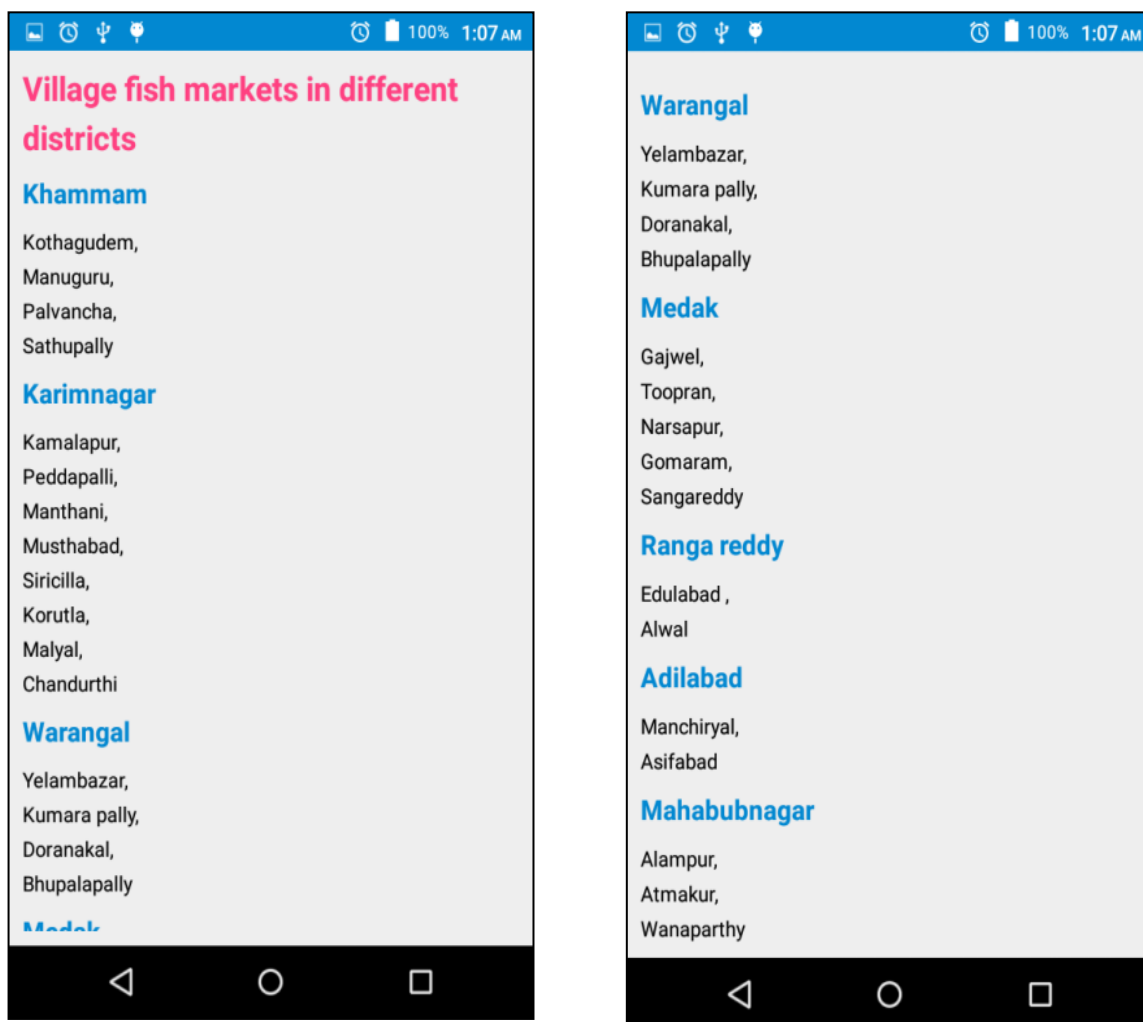 100% 1:07 AM
Village fish markets in different
districts
Khammam
Kothagudem,
Manuguru,
Palvancha,
Sathupally
Karimnagar
Kamalapur,
Peddapalli,
Manthani,
Musthabad,
Siricilla,
Korutla,
Malyal,
Chandurthi
Warangal
Yelambazar,
Kumara pally,
Doranakal,
Bhupalapally
Medak
100% 1:07 AM
Warangal
Yelambazar,
Kumara pally,
Doranakal,
Bhupalapally
Medak
Gajwel,
Toopran,
Narsapur,
Gomaram,
Sangareddy
Ranga reddy
Edulabad ,
Alwal
Adilabad
Manchiryal,
Asifabad
Mahabubnagar
Alampur,
Atmakur,
Wanaparthy